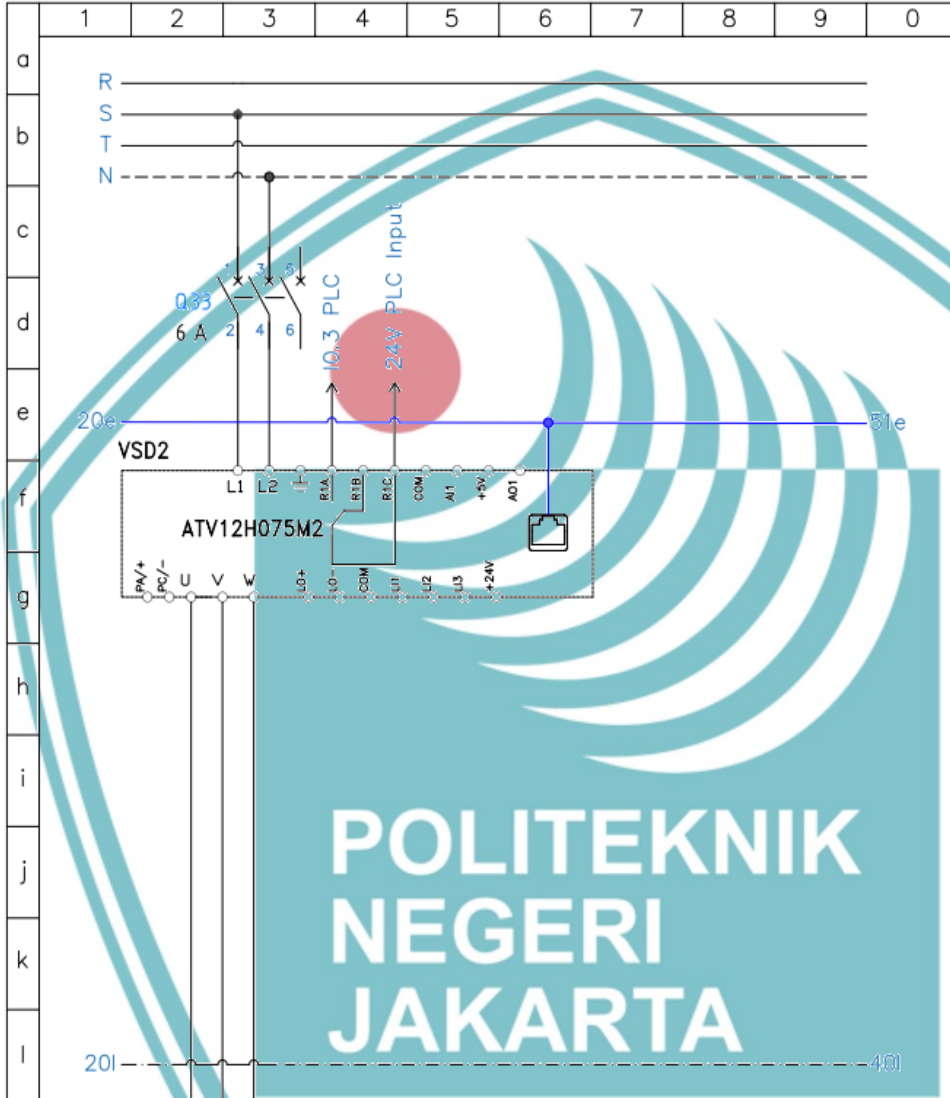 1 2 3 4 5 6 7 8 9 0
a
R
S
b
T
N
c
10.3 PLC
24V PLC Input
1 3 5
Q33
d
6 A
2 4 6
e
20e 51e
VSD2
f
L1 L2 R1A R1B R1C COM AI1 +5V AO1
ATV12H075M2
g
PA/+ PC/- U V W LO+ LO- COM LI1 LI2 LI3 +24V
h
i
POLITEKNIK
j
NEGERI
k
JAKARTA
l
20l 40l